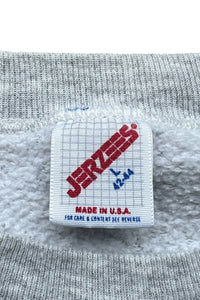 JERZEES®
L
42-44
MADE IN U.S.A.
FOR CARE & CONTENT SEE REVERSE